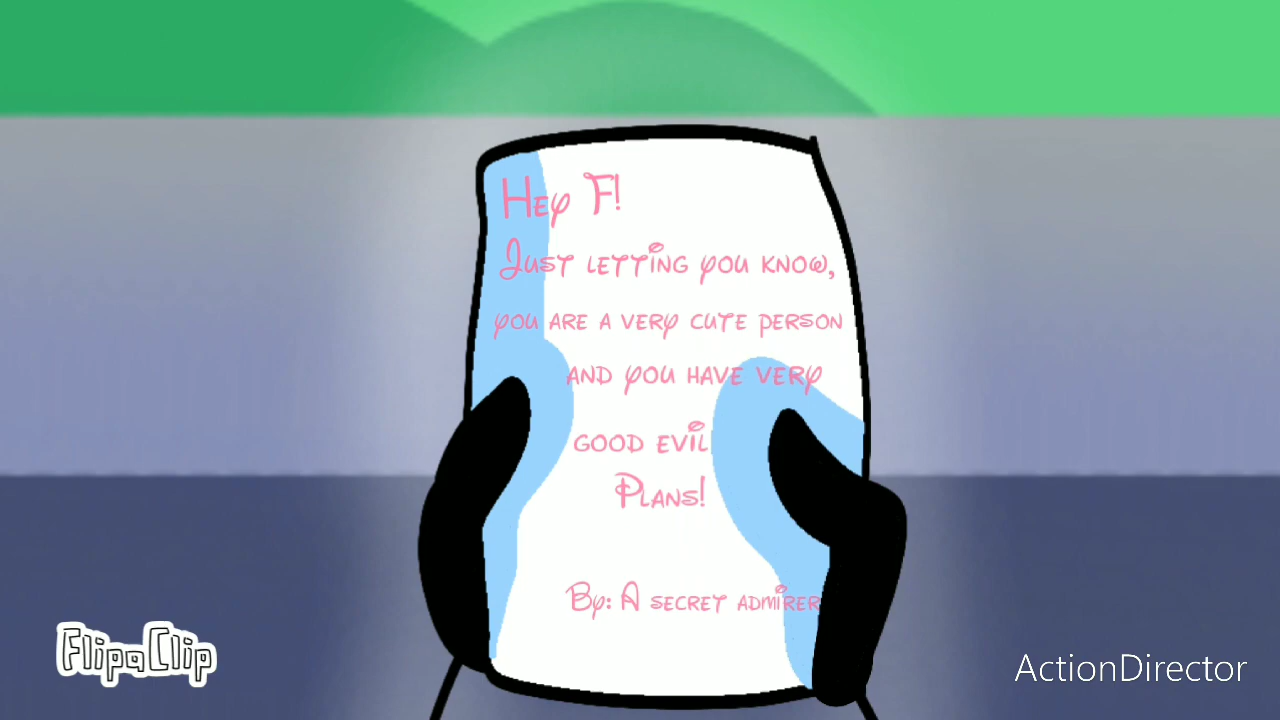 Hey F!
Just letting you know,
you are a very cute person
and you have very
good evil
Plans!
By: A secret admirer
FlipaClip
ActionDirector